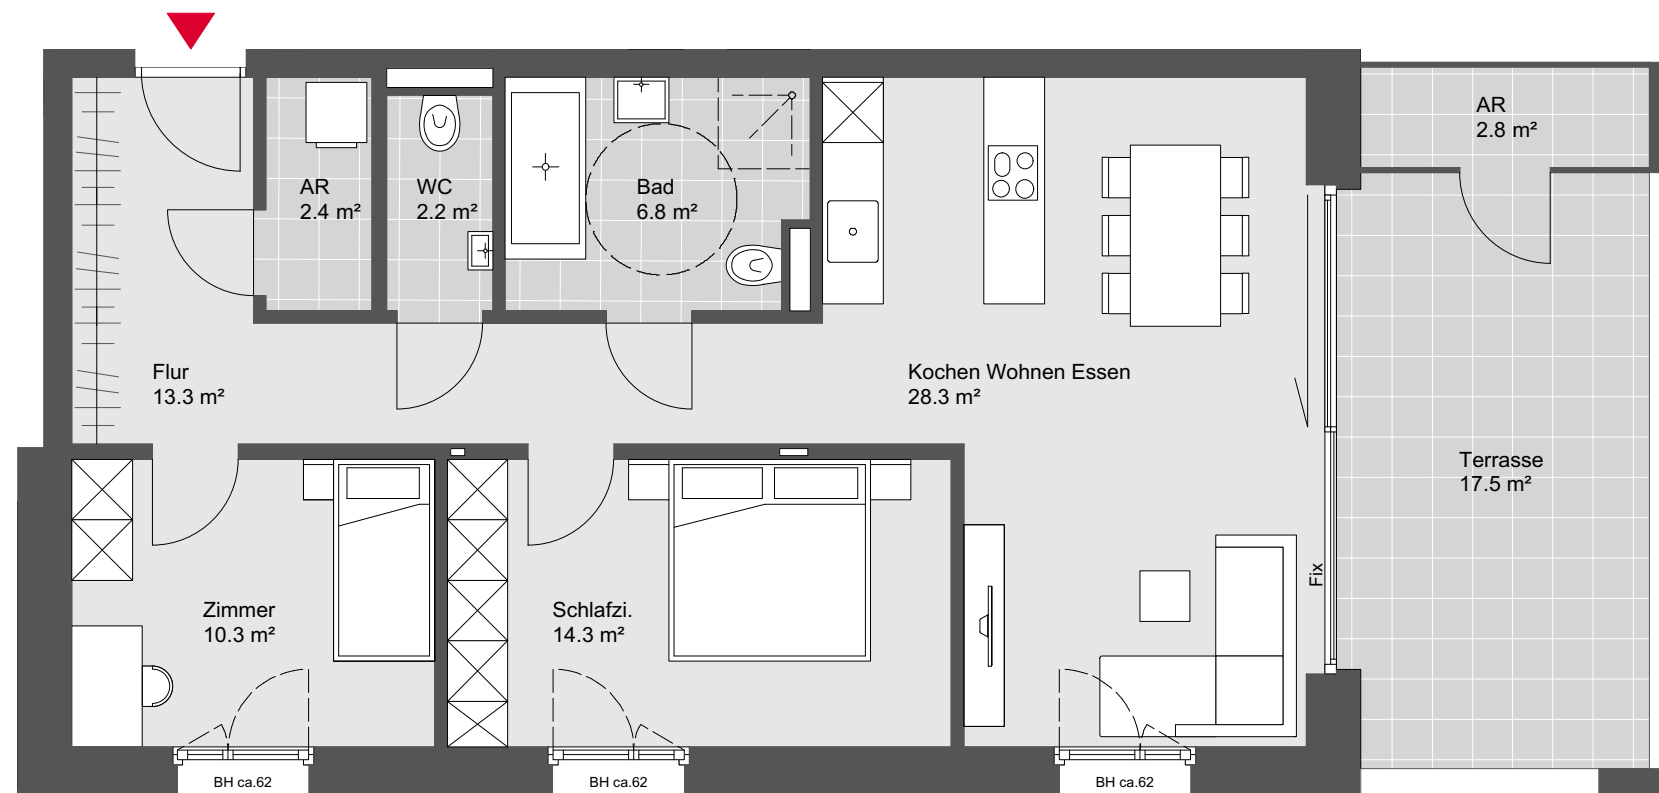 AR
2.8 m²
AR
2.4 m²
WC
2.2 m²
Bad
6.8 m²
Flur
13.3 m²
Kochen Wohnen Essen
28.3 m²
Terrasse
17.5 m²
Fix
Zimmer
10.3 m²
Schlafzi.
14.3 m²
BH ca.62
BH ca.62
BH ca.62